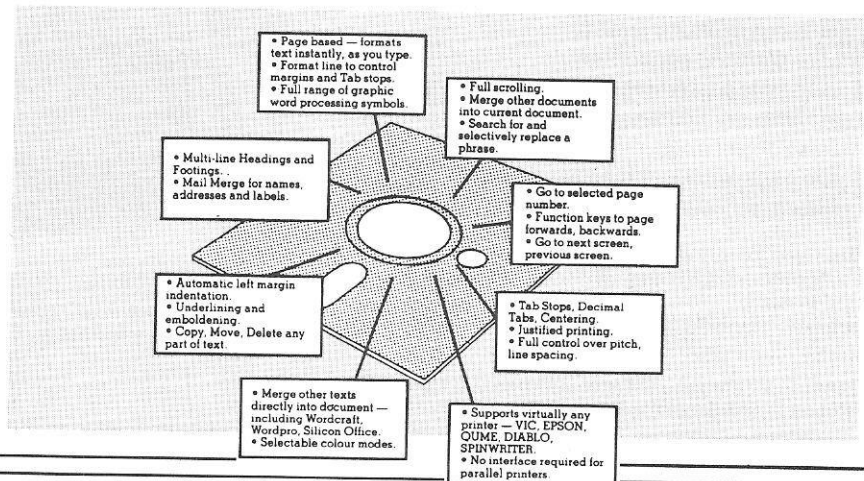 • Page based — formats
text instantly, as you type.
• Format line to control
margins and Tab stops.
• Full range of graphic
word processing symbols.
• Full scrolling.
• Merge other documents
into current document.
• Search for and
selectively replace a
phrase.
• Multi-line Headings and
Footings. .
• Mail Merge for names,
addresses and labels.
• Go to selected page
number.
• Function keys to page
forwards, backwards.
• Go to next screen,
previous screen.
• Automatic left margin
indentation.
• Underlining and
emboldening.
• Copy, Move, Delete any
part of text.
• Tab Stops, Decimal
Tabs, Centering.
• Justified printing.
• Full control over pitch,
line spacing.
• Merge other texts
directly into document —
including Wordcraft,
Wordpro, Silicon Office.
• Selectable colour modes.
• Supports virtually any
printer — VIC, EPSON,
QUME, DIABLO,
SPINWRITER.
• No interface required for
parallel printers